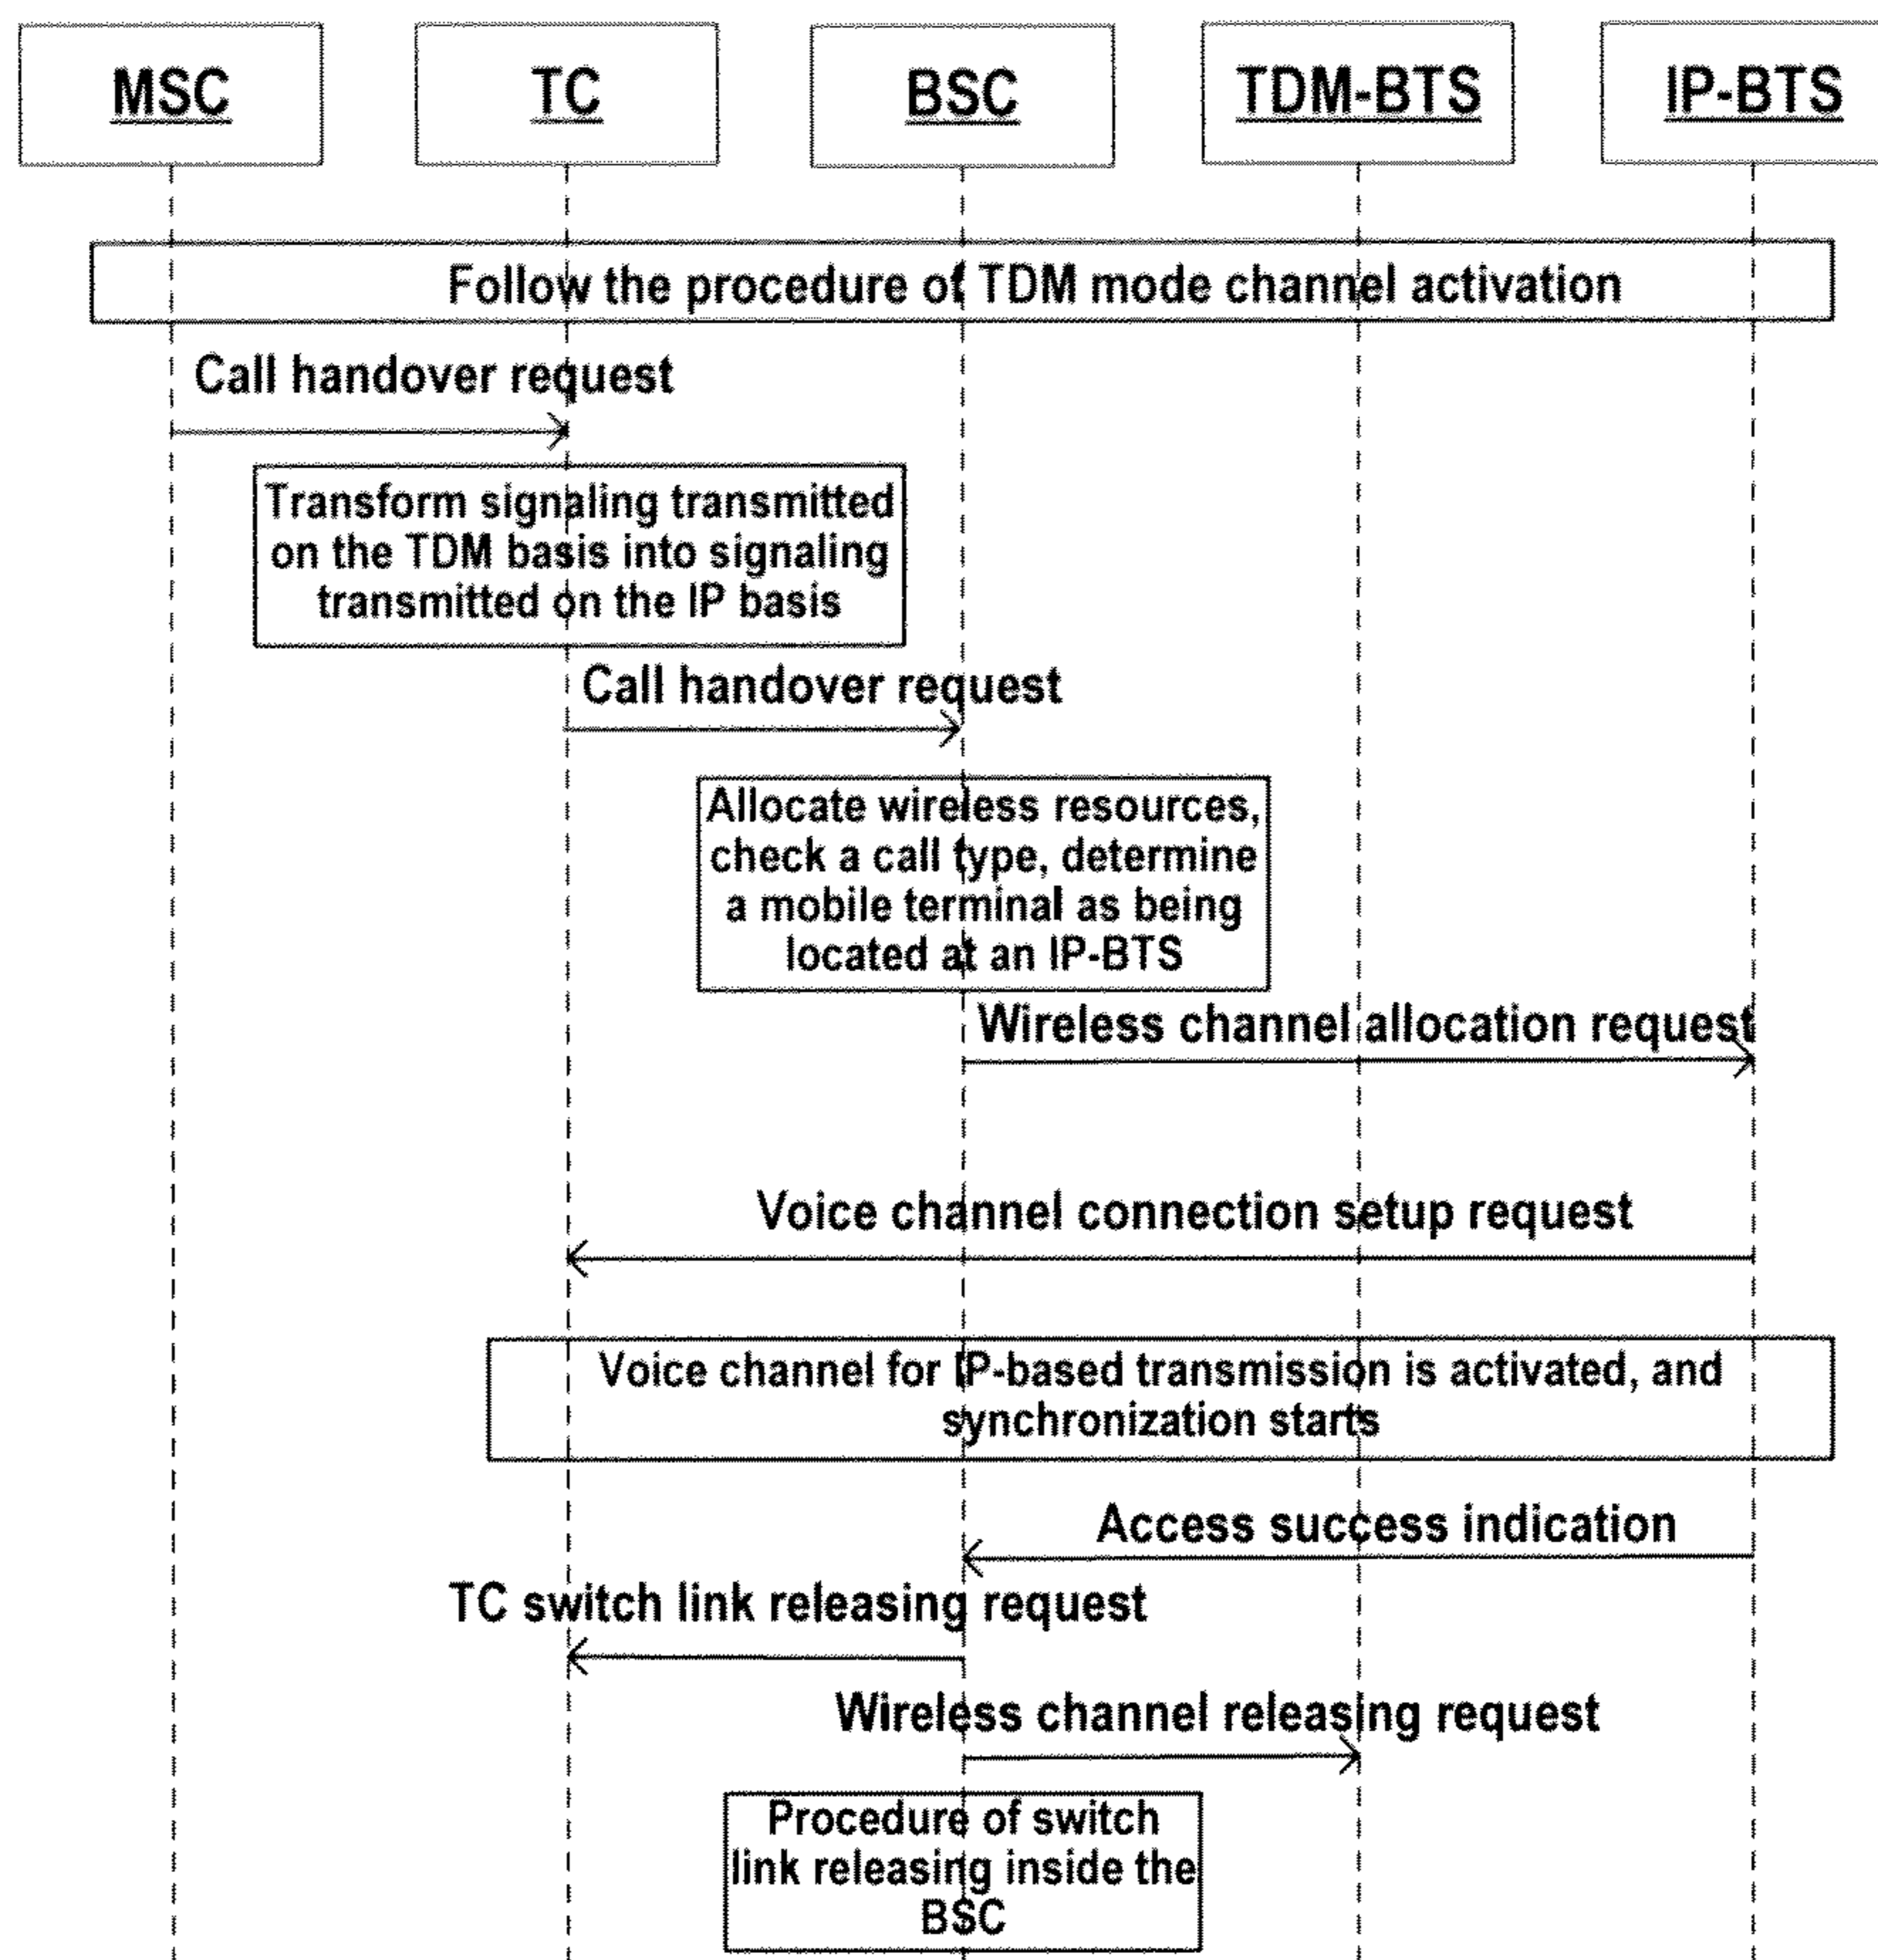 MSC
TC
BSC
TDM-BTS
IP-BTS
Follow the procedure of TDM mode channel activation
Call handover request
Transform signaling transmitted
on the TDM basis into signaling
transmitted on the IP basis
Call handover request
Allocate wireless resources,
check a call type, determine
a mobile terminal as being
located at an IP-BTS
Wireless channel allocation request
Voice channel connection setup request
Voice channel for IP-based transmission is activated, and
synchronization starts
Access success indication
TC switch link releasing request
Wireless channel releasing request
Procedure of switch
link releasing inside the
BSC